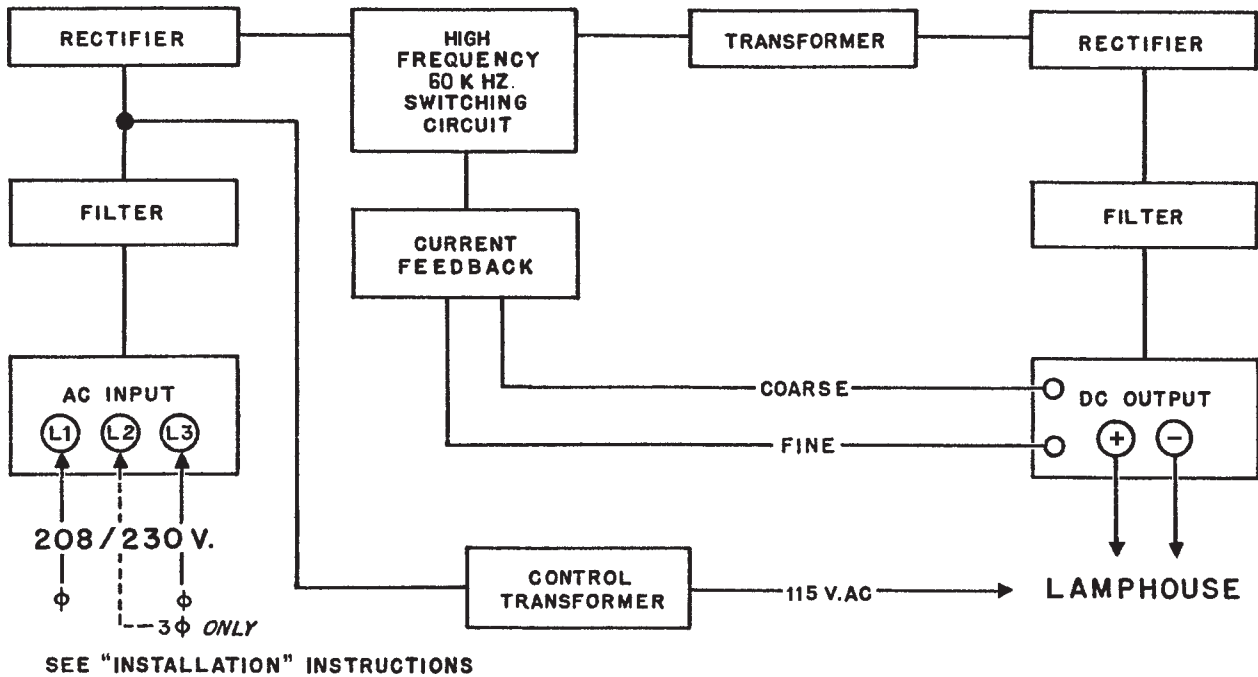 RECTIFIER
HIGH
FREQUENCY
60 K HZ.
SWITCHING
CIRCUIT
TRANSFORMER
RECTIFIER
FILTER
CURRENT
FEEDBACK
FILTER
AC INPUT
L1 L2 L3
COARSE
FINE
DC OUTPUT
+ −
208/230 V.
ϕ ϕ
3ϕ ONLY
CONTROL
TRANSFORMER
115 V.AC
LAMPHOUSE
SEE "INSTALLATION" INSTRUCTIONS